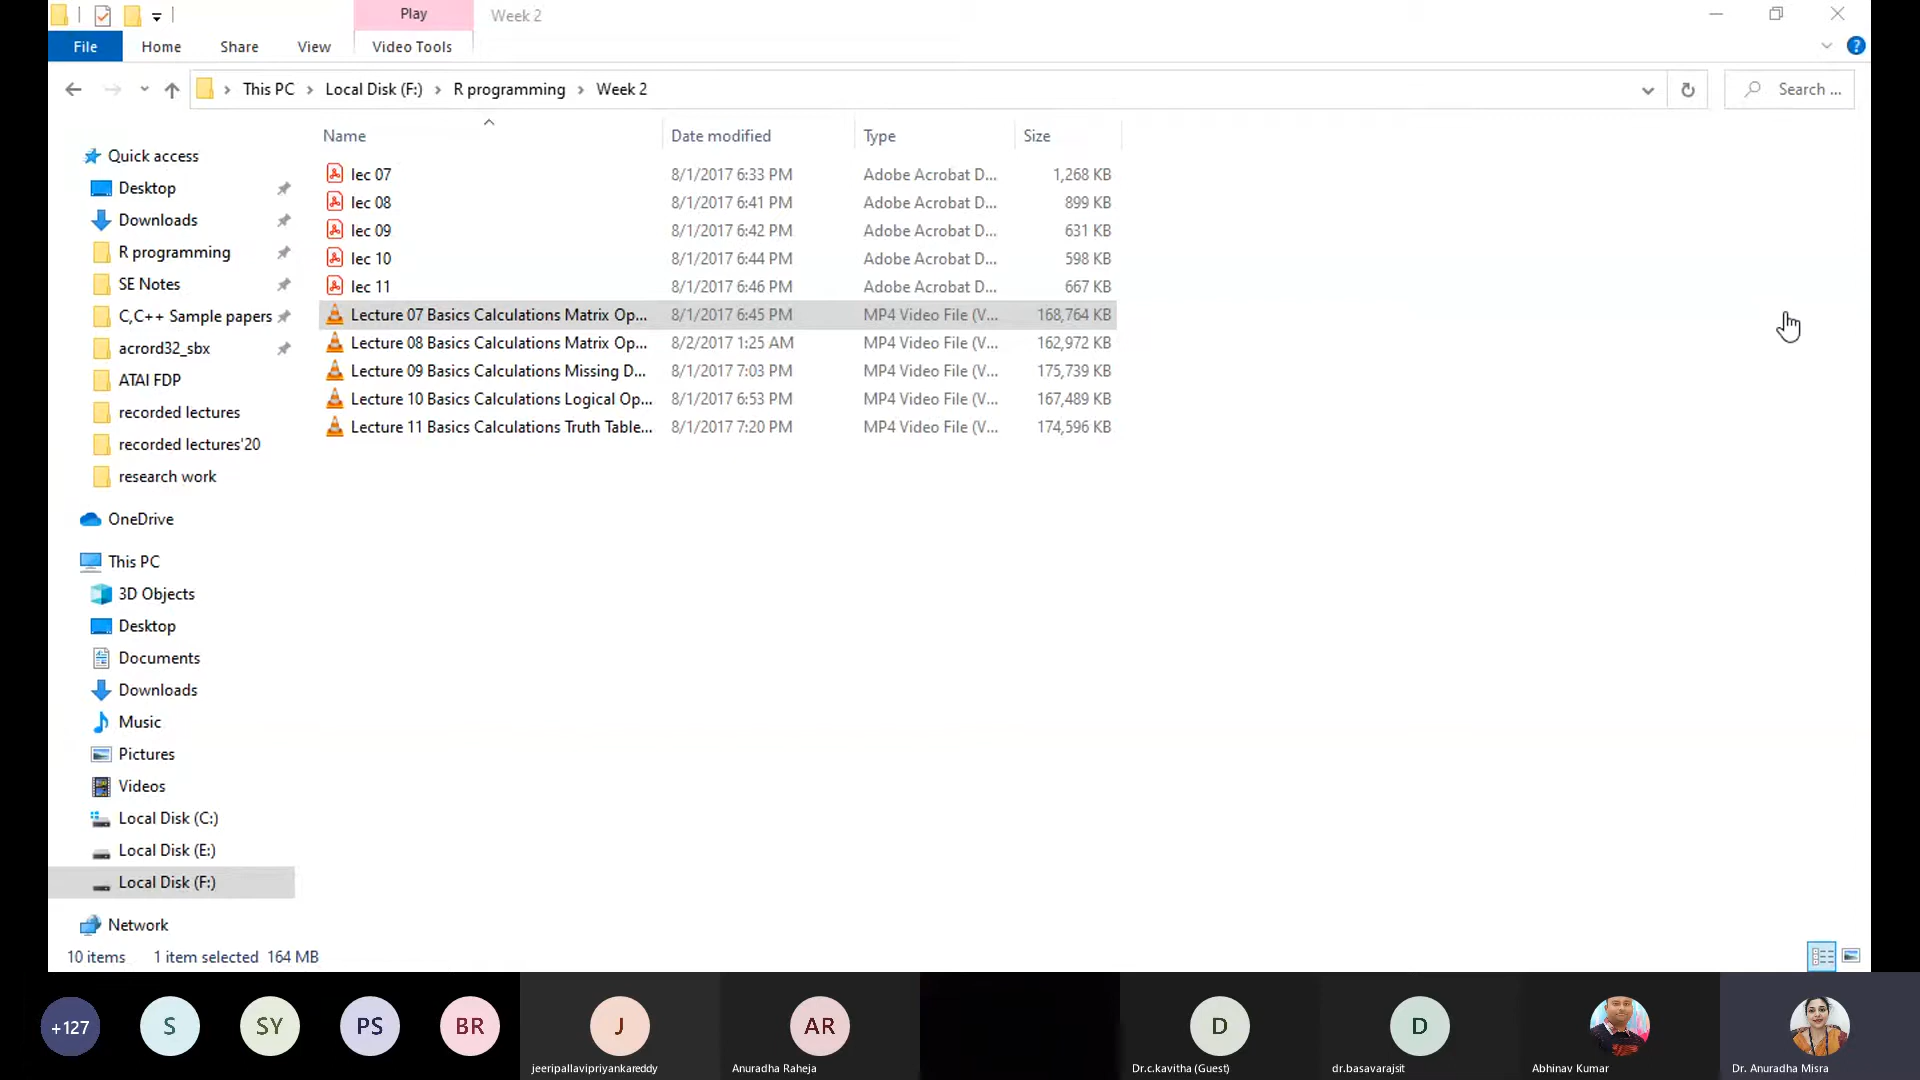 Play
Week 2
File
Home
Share
View
Video Tools
This PC
Local Disk (F:)
R programming
Week 2
Search ...
Name
Date modified
Type
Size
Quick access
Desktop
Downloads
R programming
SE Notes
C,C++ Sample papers
acrord32_sbx
ATAI FDP
recorded lectures
recorded lectures'20
research work
OneDrive
This PC
3D Objects
Desktop
Documents
Downloads
Music
Pictures
Videos
Local Disk (C:)
Local Disk (E:)
Local Disk (F:)
Network
lec 07 8/1/2017 6:33 PM Adobe Acrobat D... 1,268 KB
lec 08 8/1/2017 6:41 PM Adobe Acrobat D... 899 KB
lec 09 8/1/2017 6:42 PM Adobe Acrobat D... 631 KB
lec 10 8/1/2017 6:44 PM Adobe Acrobat D... 598 KB
lec 11 8/1/2017 6:46 PM Adobe Acrobat D... 667 KB
Lecture 07 Basics Calculations Matrix Op... 8/1/2017 6:45 PM MP4 Video File (V... 168,764 KB
Lecture 08 Basics Calculations Matrix Op... 8/2/2017 1:25 AM MP4 Video File (V... 162,972 KB
Lecture 09 Basics Calculations Missing D... 8/1/2017 7:03 PM MP4 Video File (V... 175,739 KB
Lecture 10 Basics Calculations Logical Op... 8/1/2017 6:53 PM MP4 Video File (V... 167,489 KB
Lecture 11 Basics Calculations Truth Table... 8/1/2017 7:20 PM MP4 Video File (V... 174,596 KB
10 items 1 item selected 164 MB
+127
S
SY
PS
BR
J
AR
D
D
jeeripallavipriyankareddy
Anuradha Raheja
Dr.c.kavitha (Guest)
dr.basavarajsit
Abhinav Kumar
Dr. Anuradha Misra